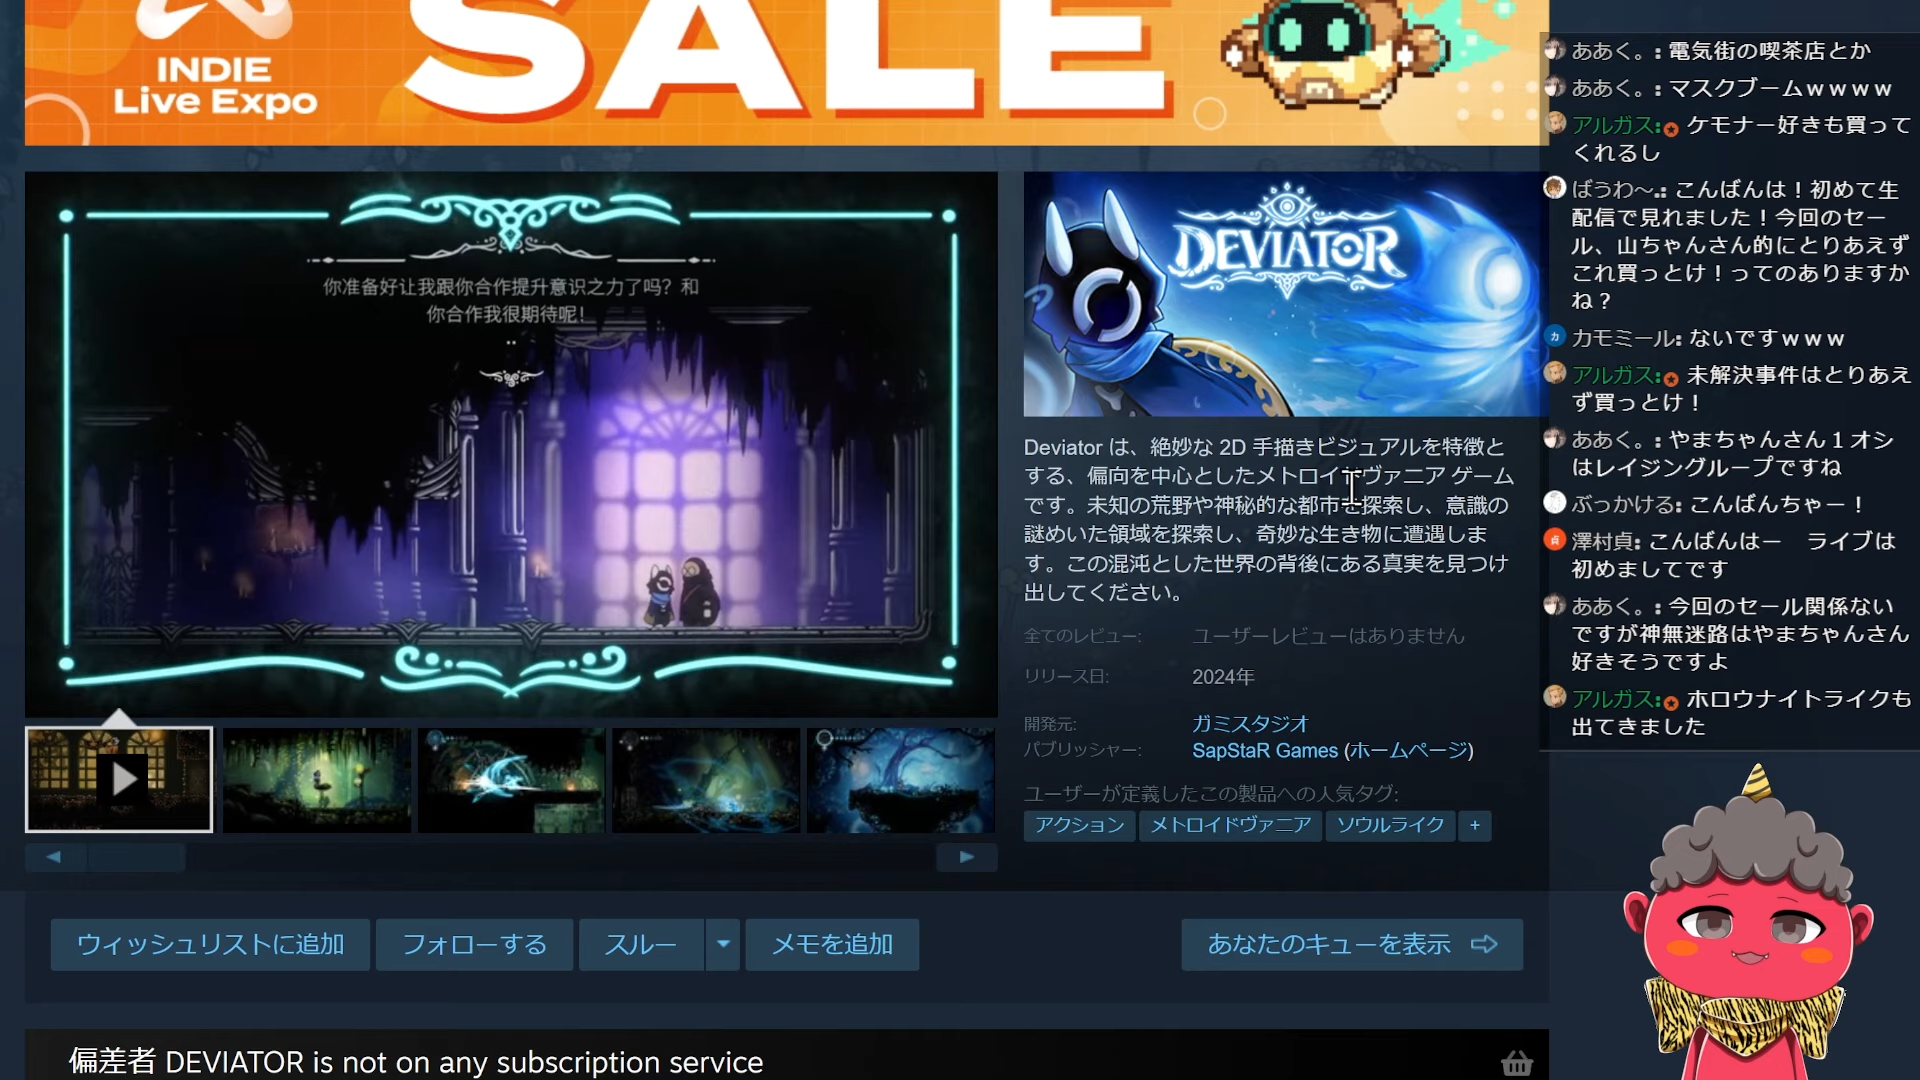 SALE
INDIE
Live Expo
你准备好让我跟你合作提升意识之力了吗？和
你合作我很期待呢！
DEVIATOR
Deviator は、絶妙な 2D 手描きビジュアルを特徴と
する、偏向を中心としたメトロイドヴァニア ゲーム
です。未知の荒野や神秘的な都市を探索し、意識の
謎めいた領域を探索し、奇妙な生き物に遭遇しま
す。この混沌とした世界の背後にある真実を見つけ
出してください。
全てのレビュー: ユーザーレビューはありません
リリース日: 2024年
開発元: ガミスタジオ
パブリッシャー: SapStaR Games (ホームページ)
ユーザーが定義したこの製品への人気タグ:
アクション メトロイドヴァニア ソウルライク +
ウィッシュリストに追加 フォローする スルー メモを追加 あなたのキューを表示
偏差者 DEVIATOR is not on any subscription service
ああく。: 電気街の喫茶店とか
ああく。: マスクブームｗｗｗｗ
アルガス: ケモナー好きも買って
くれるし
ばうわ〜.: こんばんは！初めて生
配信で見れました！今回のセー
ル、山ちゃんさん的にとりあえず
これ買っとけ！ってのありますか
ね？
カ カモミール: ないですｗｗｗ
アルガス: 未解決事件はとりあえ
ず買っとけ！
ああく。: やまちゃんさん１オシ
はレイジングループですね
ぶっかける: こんばんちゃー！
貞 澤村貞: こんばんはー　ライブは
初めましてです
ああく。: 今回のセール関係ない
ですが神無迷路はやまちゃんさん
好きそうですよ
アルガス: ホロウナイトライクも
出てきました